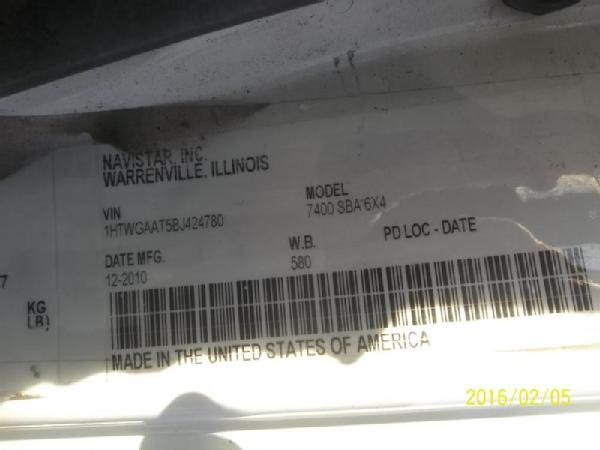 NAVISTAR, INC.
WARRENVILLE, ILLINOIS
VIN
1HTWGAAT5BJ424780
MODEL
7400 SBA 6X4
DATE MFG.
12-2010
W.B.
580
PD LOC - DATE
7
KG
LB)
MADE IN THE UNITED STATES OF AMERICA
2016/02/05